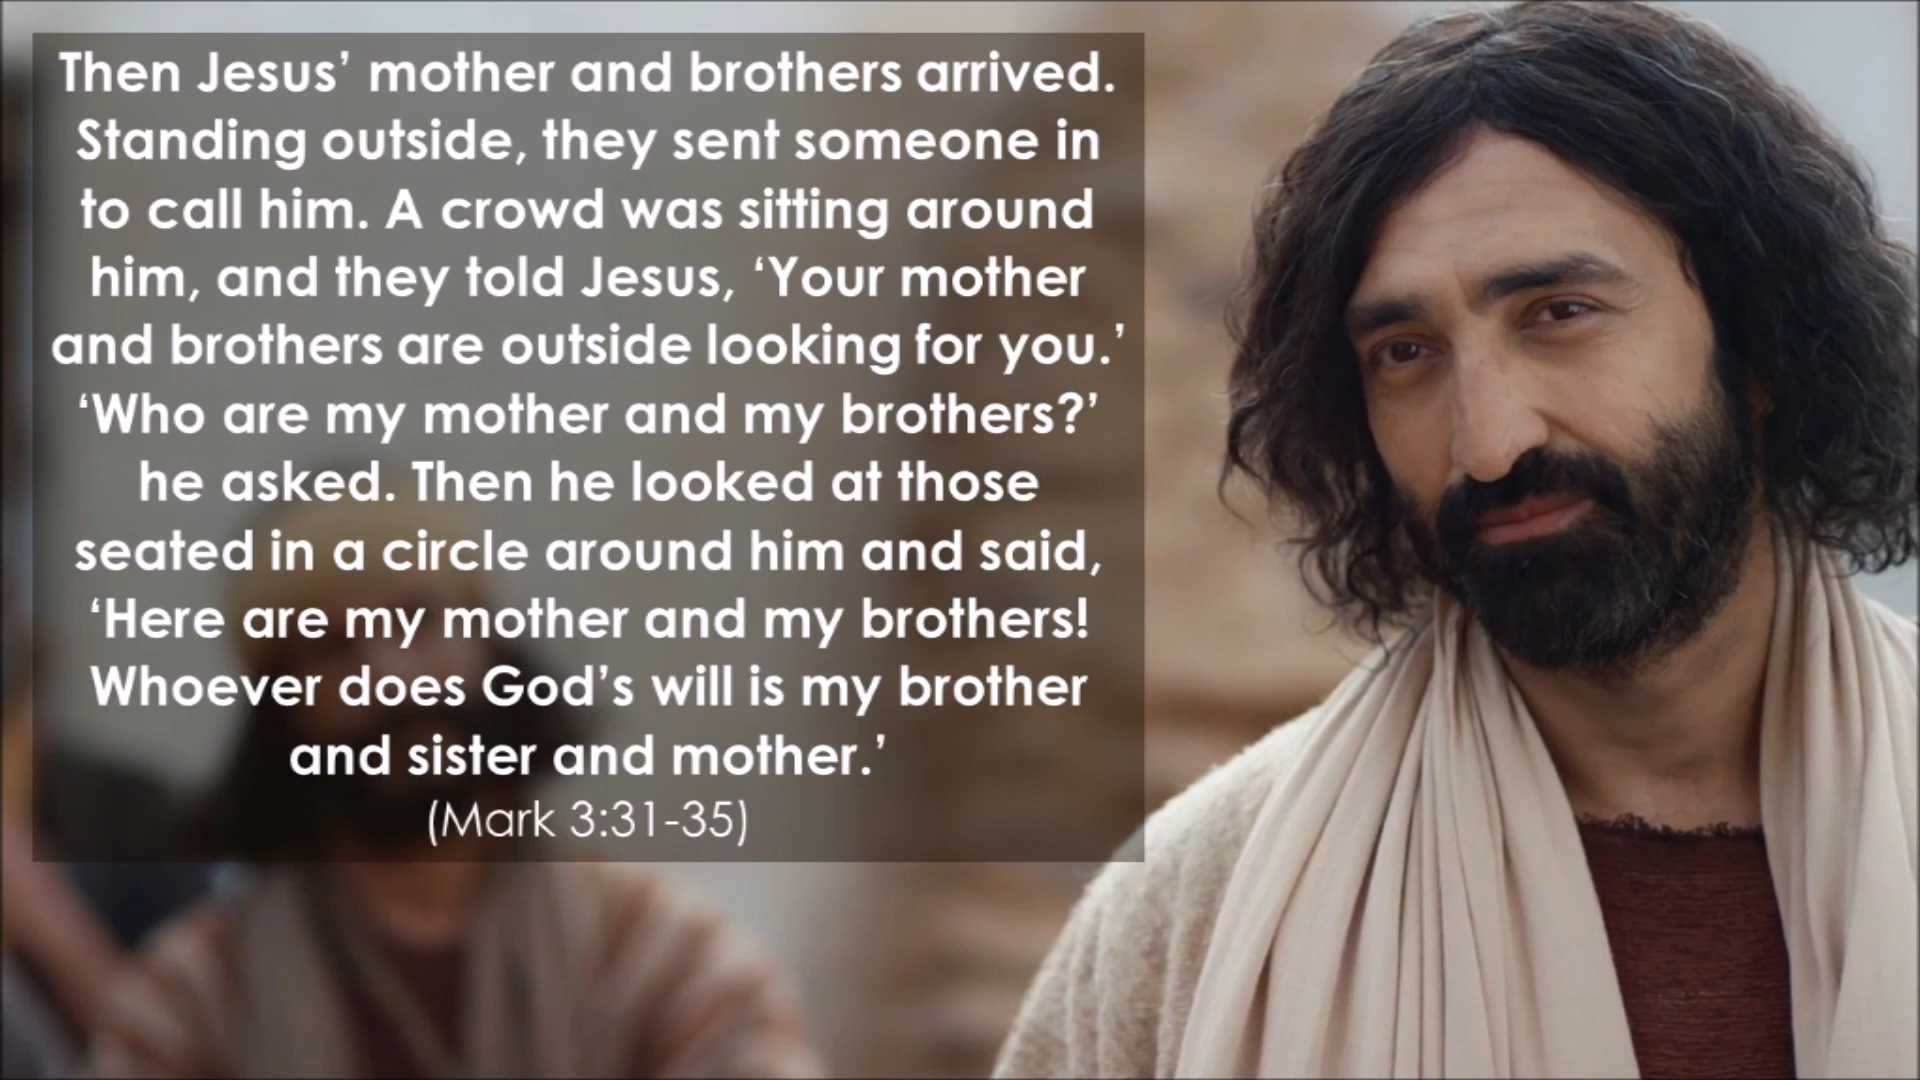 Then Jesus’ mother and brothers arrived.
Standing outside, they sent someone in
to call him. A crowd was sitting around
him, and they told Jesus, ‘Your mother
and brothers are outside looking for you.’
‘Who are my mother and my brothers?’
he asked. Then he looked at those
seated in a circle around him and said,
‘Here are my mother and my brothers!
Whoever does God’s will is my brother
and sister and mother.’
(Mark 3:31-35)